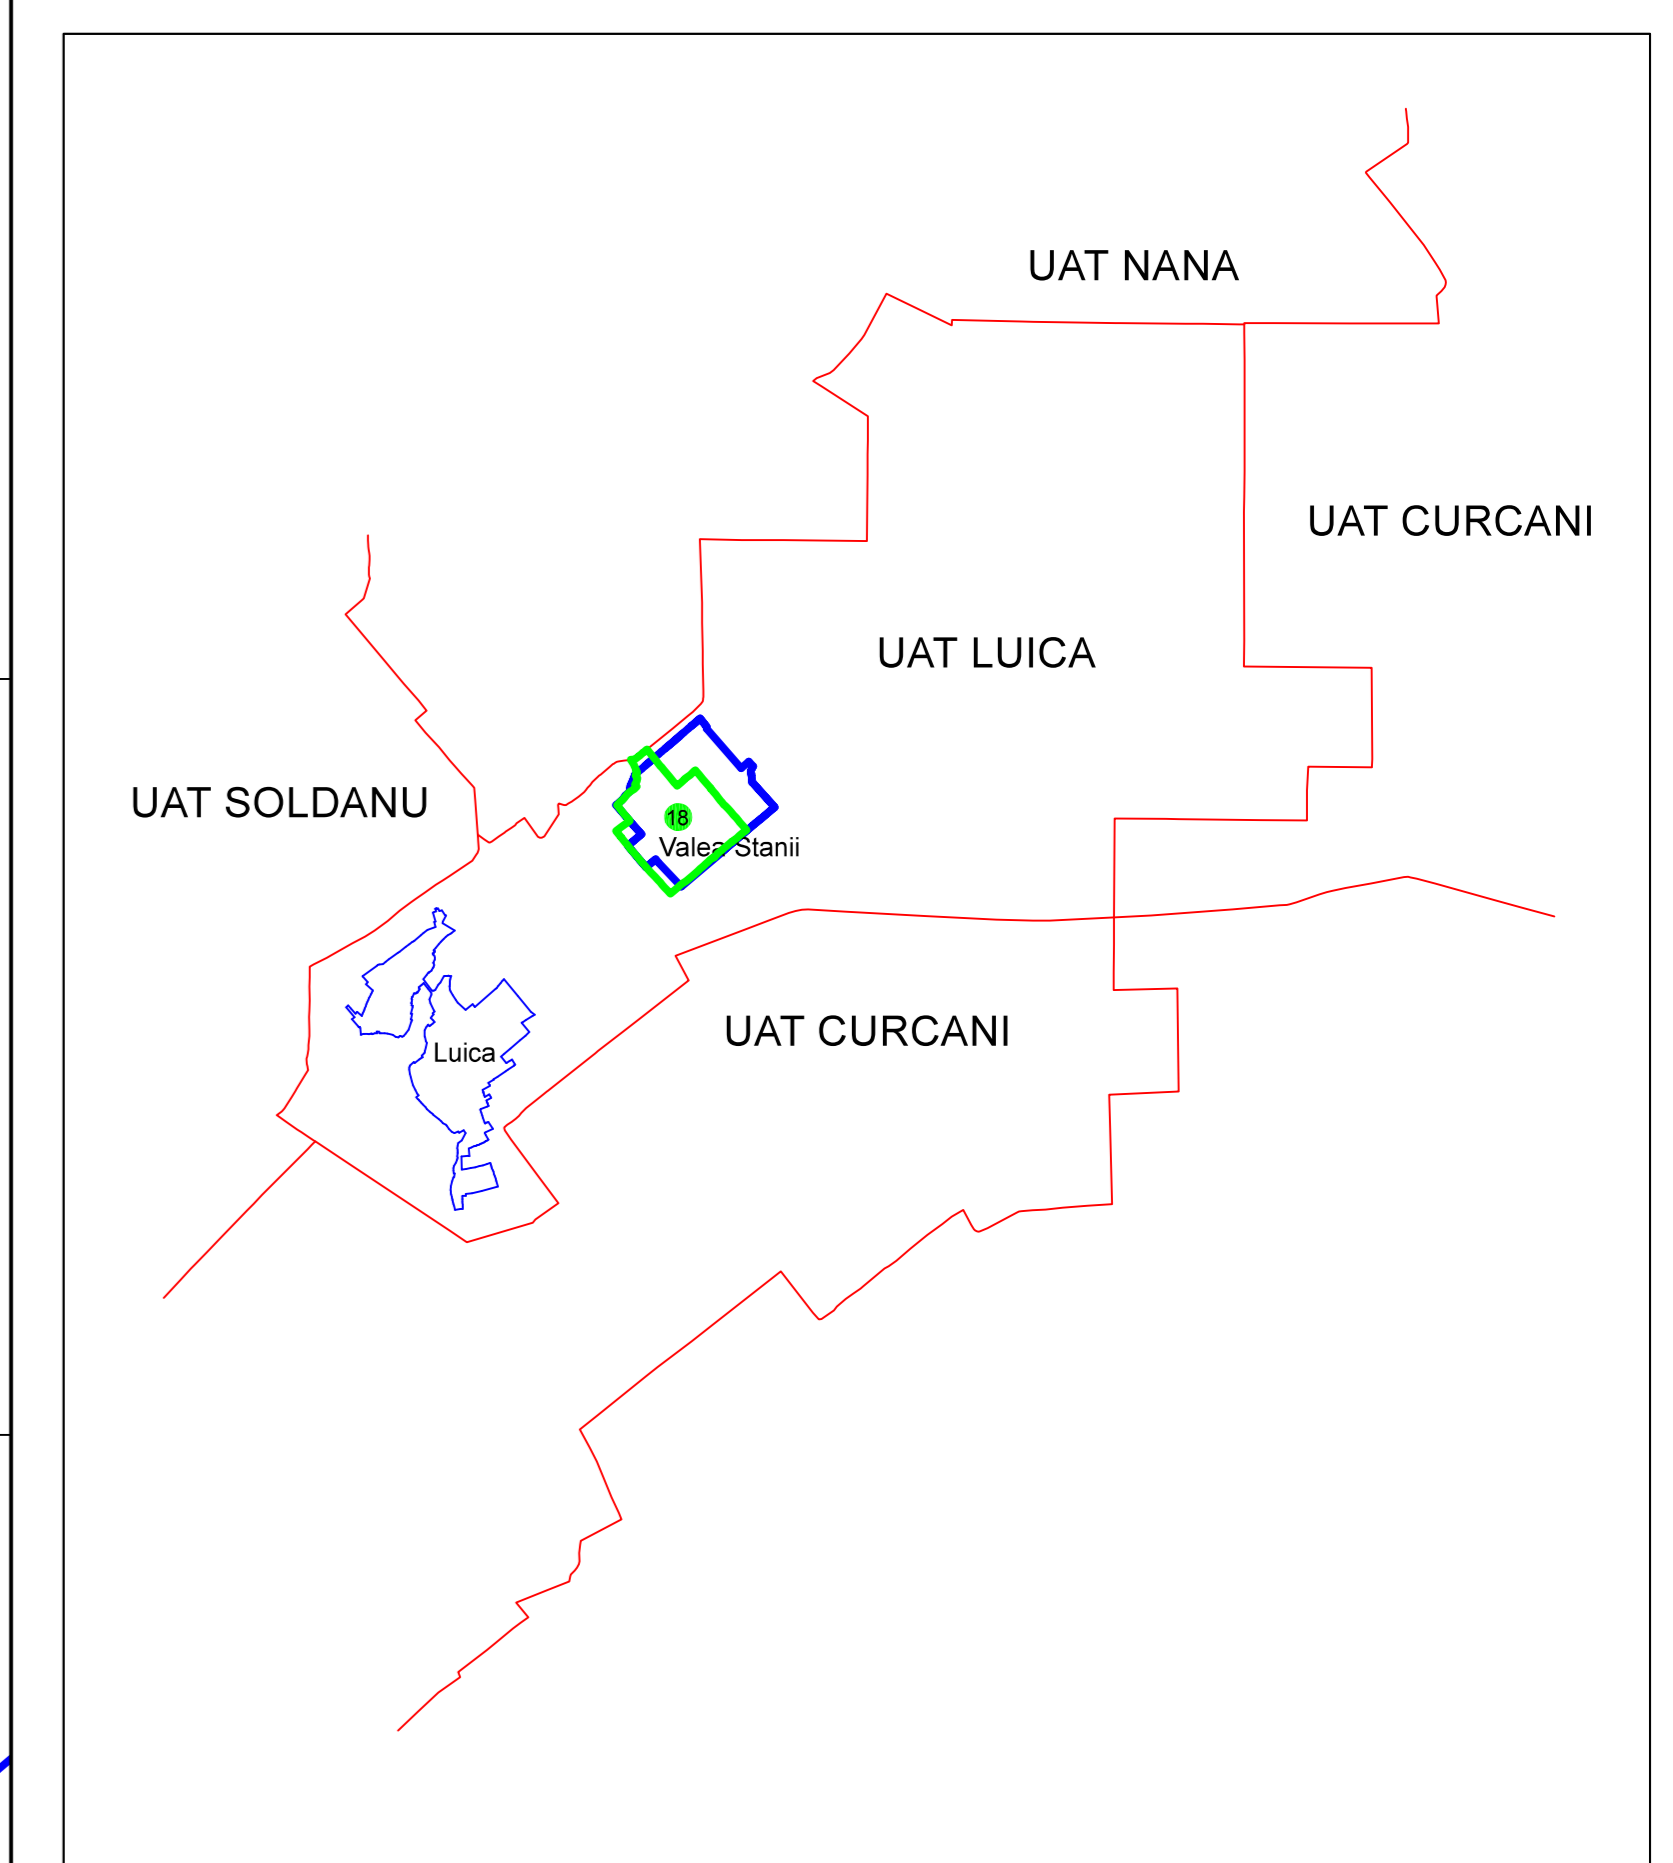 UAT NANA
UAT CURCANI
UAT LUICA
UAT SOLDANU
18
Valea Stanii
UAT CURCANI
Luica